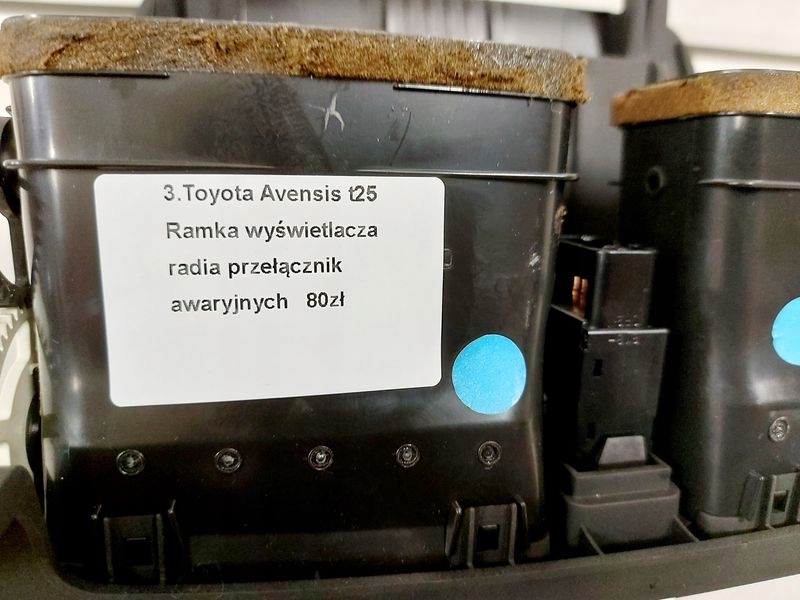 3.Toyota Avensis t25
Ramka wyświetlacza
radia przełącznik
awaryjnych 80zł